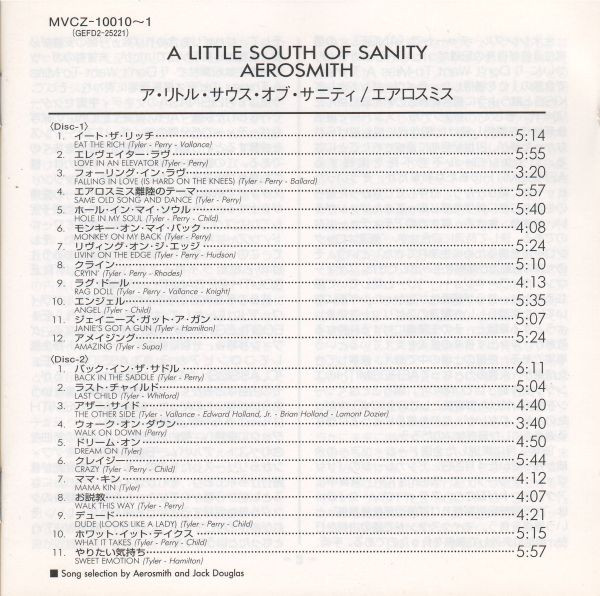 MVCZ-10010〜1
(GEFD2-25221)
A LITTLE SOUTH OF SANITY
AEROSMITH
ア・リトル・サウス・オブ・サニティ/エアロスミス
〈Disc-1〉
1. イート・ザ・リッチ 5:14
EAT THE RICH (Tyler - Perry - Vallance)
2. エレヴェイター・ラヴ 5:55
LOVE IN AN ELEVATOR (Tyler - Perry)
3. フォーリング・イン・ラヴ 3:20
FALLING IN LOVE (IS HARD ON THE KNEES) (Tyler - Perry - Ballard)
4. エアロスミス離陸のテーマ 5:57
SAME OLD SONG AND DANCE (Tyler - Perry)
5. ホール・イン・マイ・ソウル 5:40
HOLE IN MY SOUL (Tyler - Perry - Child)
6. モンキー・オン・マイ・バック 4:08
MONKEY ON MY BACK (Tyler - Perry)
7. リヴィング・オン・ジ・エッジ 5:24
LIVIN' ON THE EDGE (Tyler - Perry - Hudson)
8. クライン 5:10
CRYIN' (Tyler - Perry - Rhodes)
9. ラグ・ドール 4:13
RAG DOLL (Tyler - Perry - Vallance - Knight)
10. エンジェル 5:35
ANGEL (Tyler - Child)
11. ジェイニーズ・ガット・ア・ガン 5:07
JANIE'S GOT A GUN (Tyler - Hamilton)
12. アメイジング 5:24
AMAZING (Tyler - Supa)
〈Disc-2〉
1. バック・イン・ザ・サドル 6:11
BACK IN THE SADDLE (Tyler - Perry)
2. ラスト・チャイルド 5:04
LAST CHILD (Tyler - Whitford)
3. アザー・サイド 4:40
THE OTHER SIDE (Tyler - Vallance - Edward Holland, Jr. - Brian Holland - Lamont Dozier)
4. ウォーク・オン・ダウン 3:40
WALK ON DOWN (Perry)
5. ドリーム・オン 4:50
DREAM ON (Tyler)
6. クレイジー 5:44
CRAZY (Tyler - Perry - Child)
7. ママ・キン 4:12
MAMA KIN (Tyler)
8. お説教 4:07
WALK THIS WAY (Tyler - Perry)
9. デュード 4:21
DUDE (LOOKS LIKE A LADY) (Tyler - Perry - Child)
10. ホワット・イット・テイクス 5:15
WHAT IT TAKES (Tyler - Perry - Child)
11. やりたい気持ち 5:57
SWEET EMOTION (Tyler - Hamilton)
■ Song selection by Aerosmith and Jack Douglas